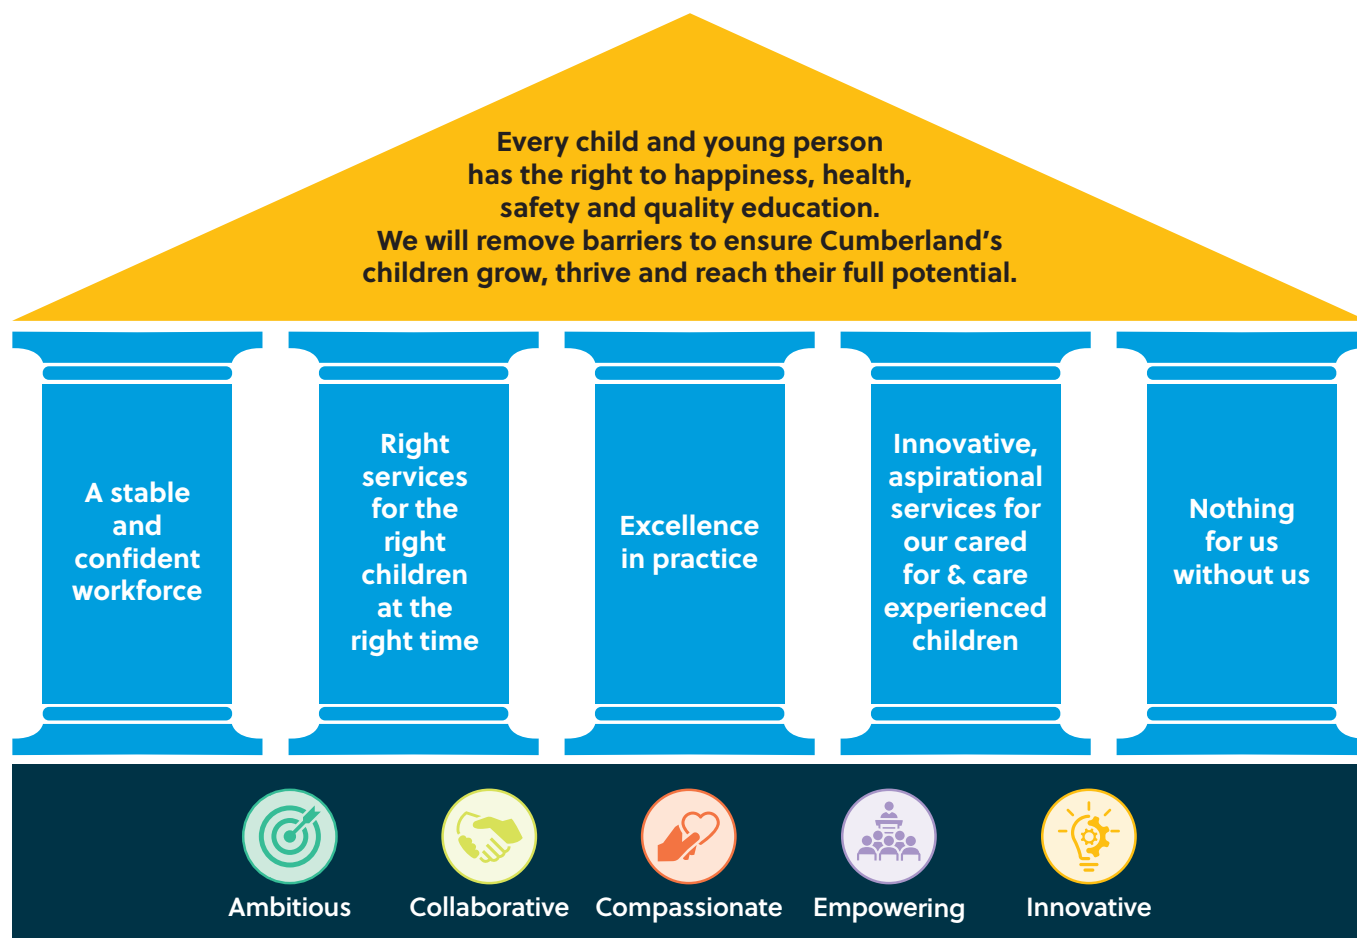 Every child and young person
has the right to happiness, health,
safety and quality education.
We will remove barriers to ensure Cumberland's
children grow, thrive and reach their full potential.
A stable
and
confident
workforce
Right
services
for the
right
children
at the
right time
Excellence
in practice
Innovative,
aspirational
services for
our cared
for & care
experienced
children
Nothing
for us
without us
Ambitious
Collaborative
Compassionate
Empowering
Innovative